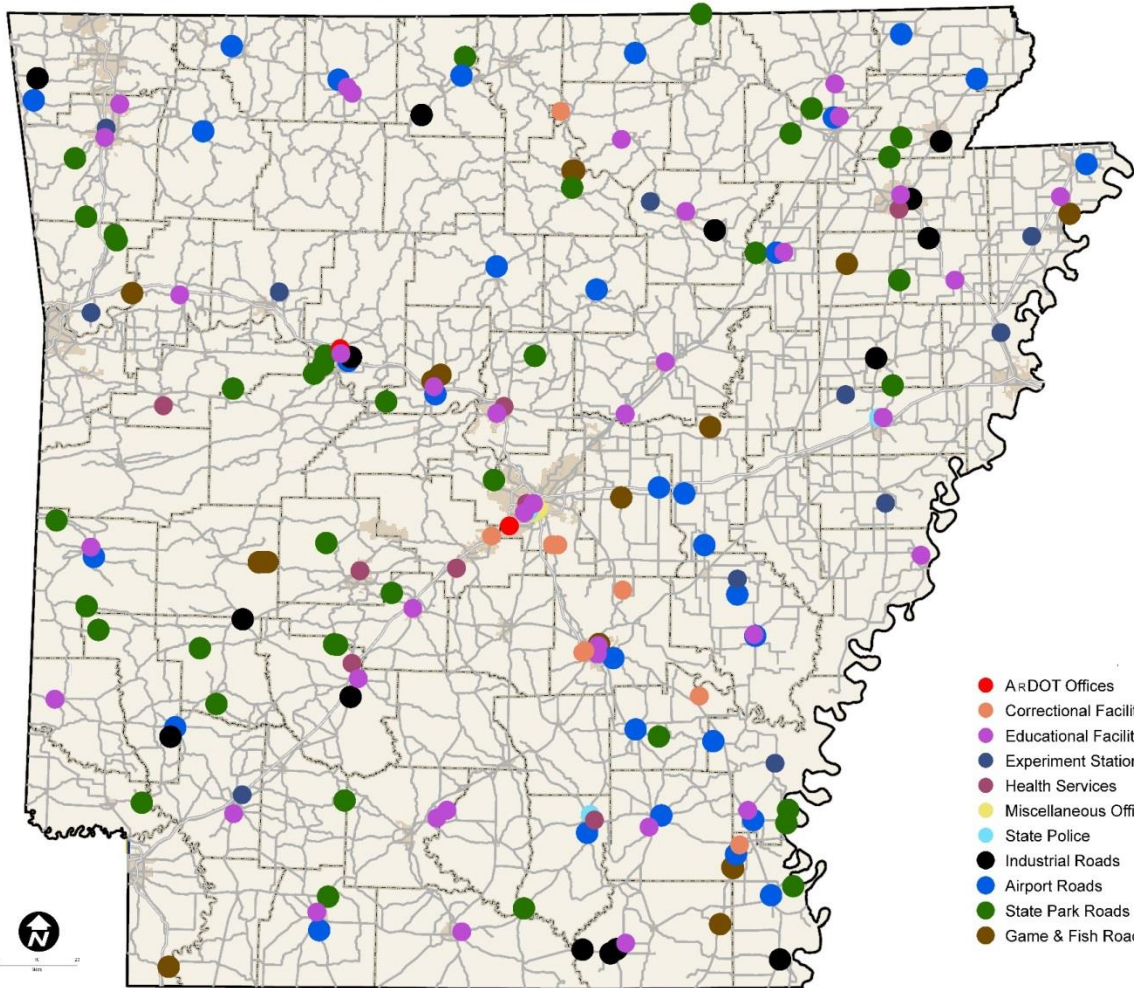 ARDOT Offices
Correctional Facilit
Educational Facilit
Experiment Station
Health Services
Miscellaneous Offi
State Police
Industrial Roads
Airport Roads
State Park Roads
Game & Fish Road
N